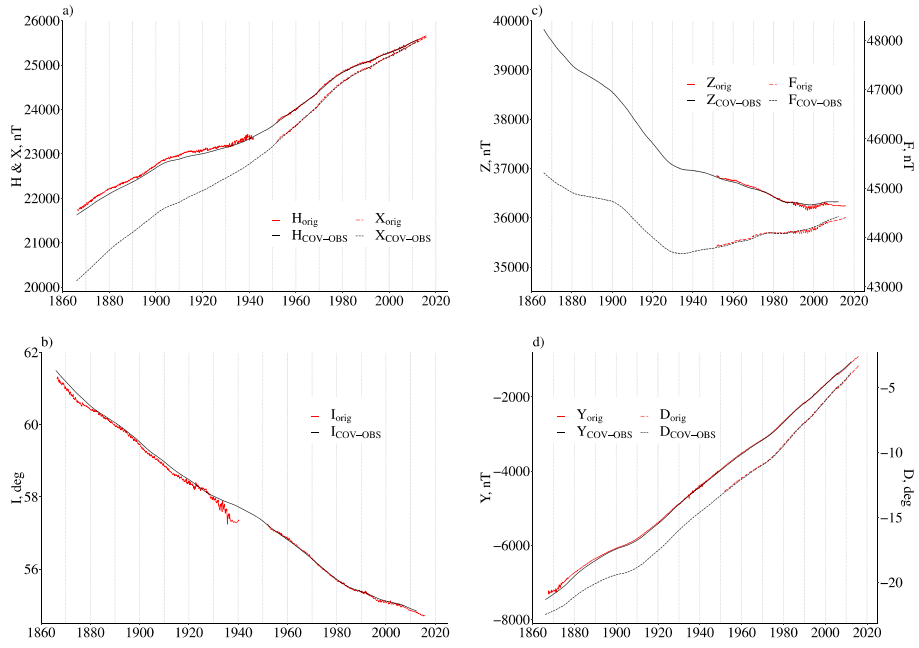 a)
26000
25000
24000
23000
22000
21000
20000
H & X, nT
H_orig
X_orig
H_COV−OBS
X_COV−OBS
1860 1880 1900 1920 1940 1960 1980 2000 2020
c)
40000
39000
38000
37000
36000
35000
Z, nT
Z_orig
F_orig
Z_COV−OBS
F_COV−OBS
48000
47000
46000
45000
44000
43000
F, nT
1860 1880 1900 1920 1940 1960 1980 2000 2020
b)
62
60
58
56
I, deg
I_orig
I_COV−OBS
1860 1880 1900 1920 1940 1960 1980 2000 2020
d)
−2000
−4000
−6000
−8000
Y, nT
Y_orig
D_orig
Y_COV−OBS
D_COV−OBS
−5
−10
−15
−20
D, deg
1860 1880 1900 1920 1940 1960 1980 2000 2020